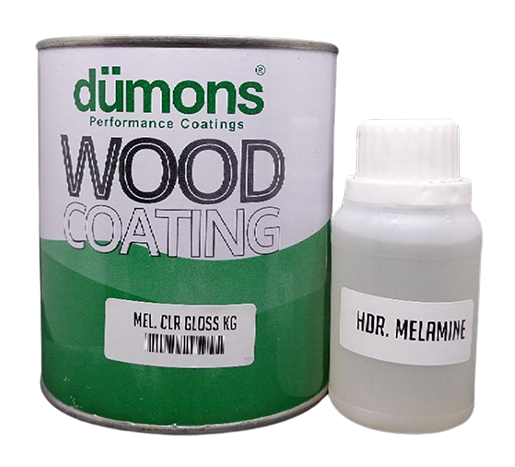 dümons®
Performance Coatings
WOOD
COATING
MEL. CLR GLOSS KG
HDR. MELAMINE